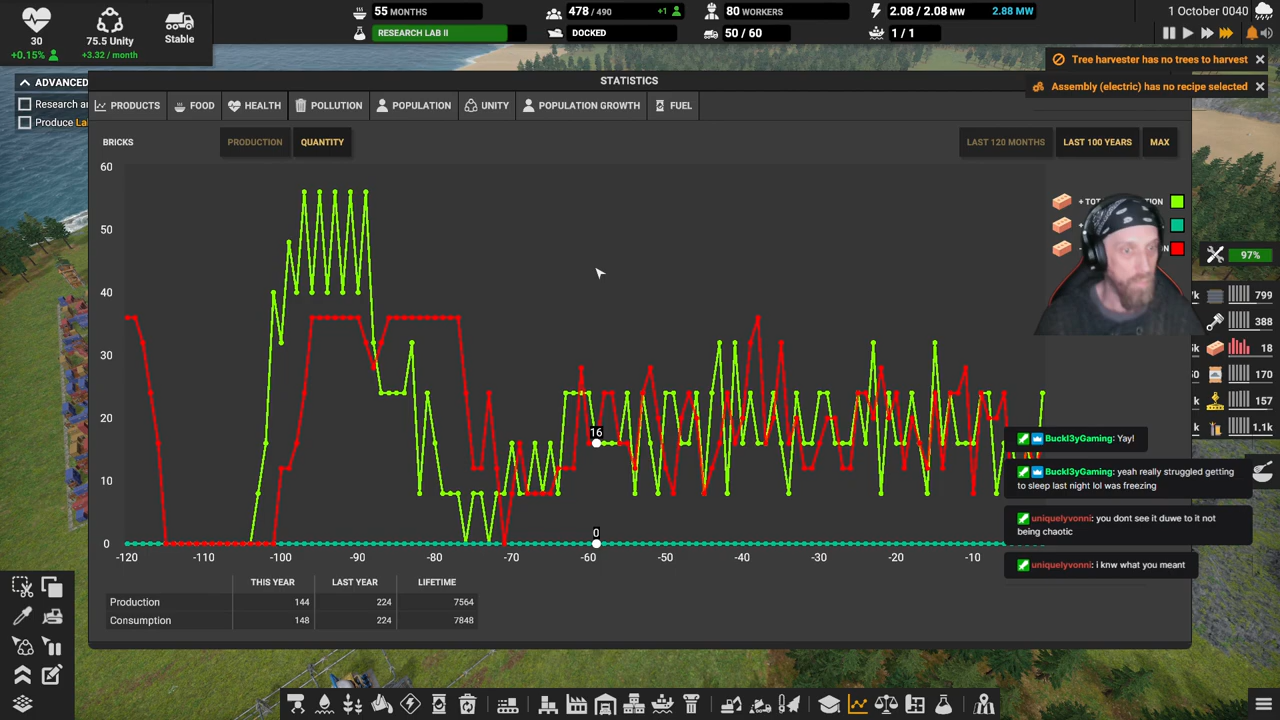 30
+0.15%
75.5 Unity
+3.32 / month
Stable
55 MONTHS
RESEARCH LAB II
478 / 490 +1
DOCKED
80 WORKERS
50 / 60
2.08 / 2.08 MW 2.88 MW
1 / 1
1 October 0040
Tree harvester has no trees to harvest
Assembly (electric) has no recipe selected
ADVANCED
Research
Produce
STATISTICS
PRODUCTS
FOOD
HEALTH
POLLUTION
POPULATION
UNITY
POPULATION GROWTH
FUEL
BRICKS
PRODUCTION
QUANTITY
LAST 120 MONTHS
LAST 100 YEARS
MAX
60
50
40
30
20
10
0
16
0
-120 -110 -100 -90 -80 -70 -60 -50 -40 -30 -20 -10
97%
799
388
18
170
157
1.1k
Buckl3yGaming: Yay!
Buckl3yGaming: yeah really struggled getting
to sleep last night lol was freezing
uniquelyvonni: you dont see it duwe to it not
being chaotic
uniquelyvonni: i knw what you meant
THIS YEAR LAST YEAR LIFETIME
Production 144 224 7564
Consumption 148 224 7848